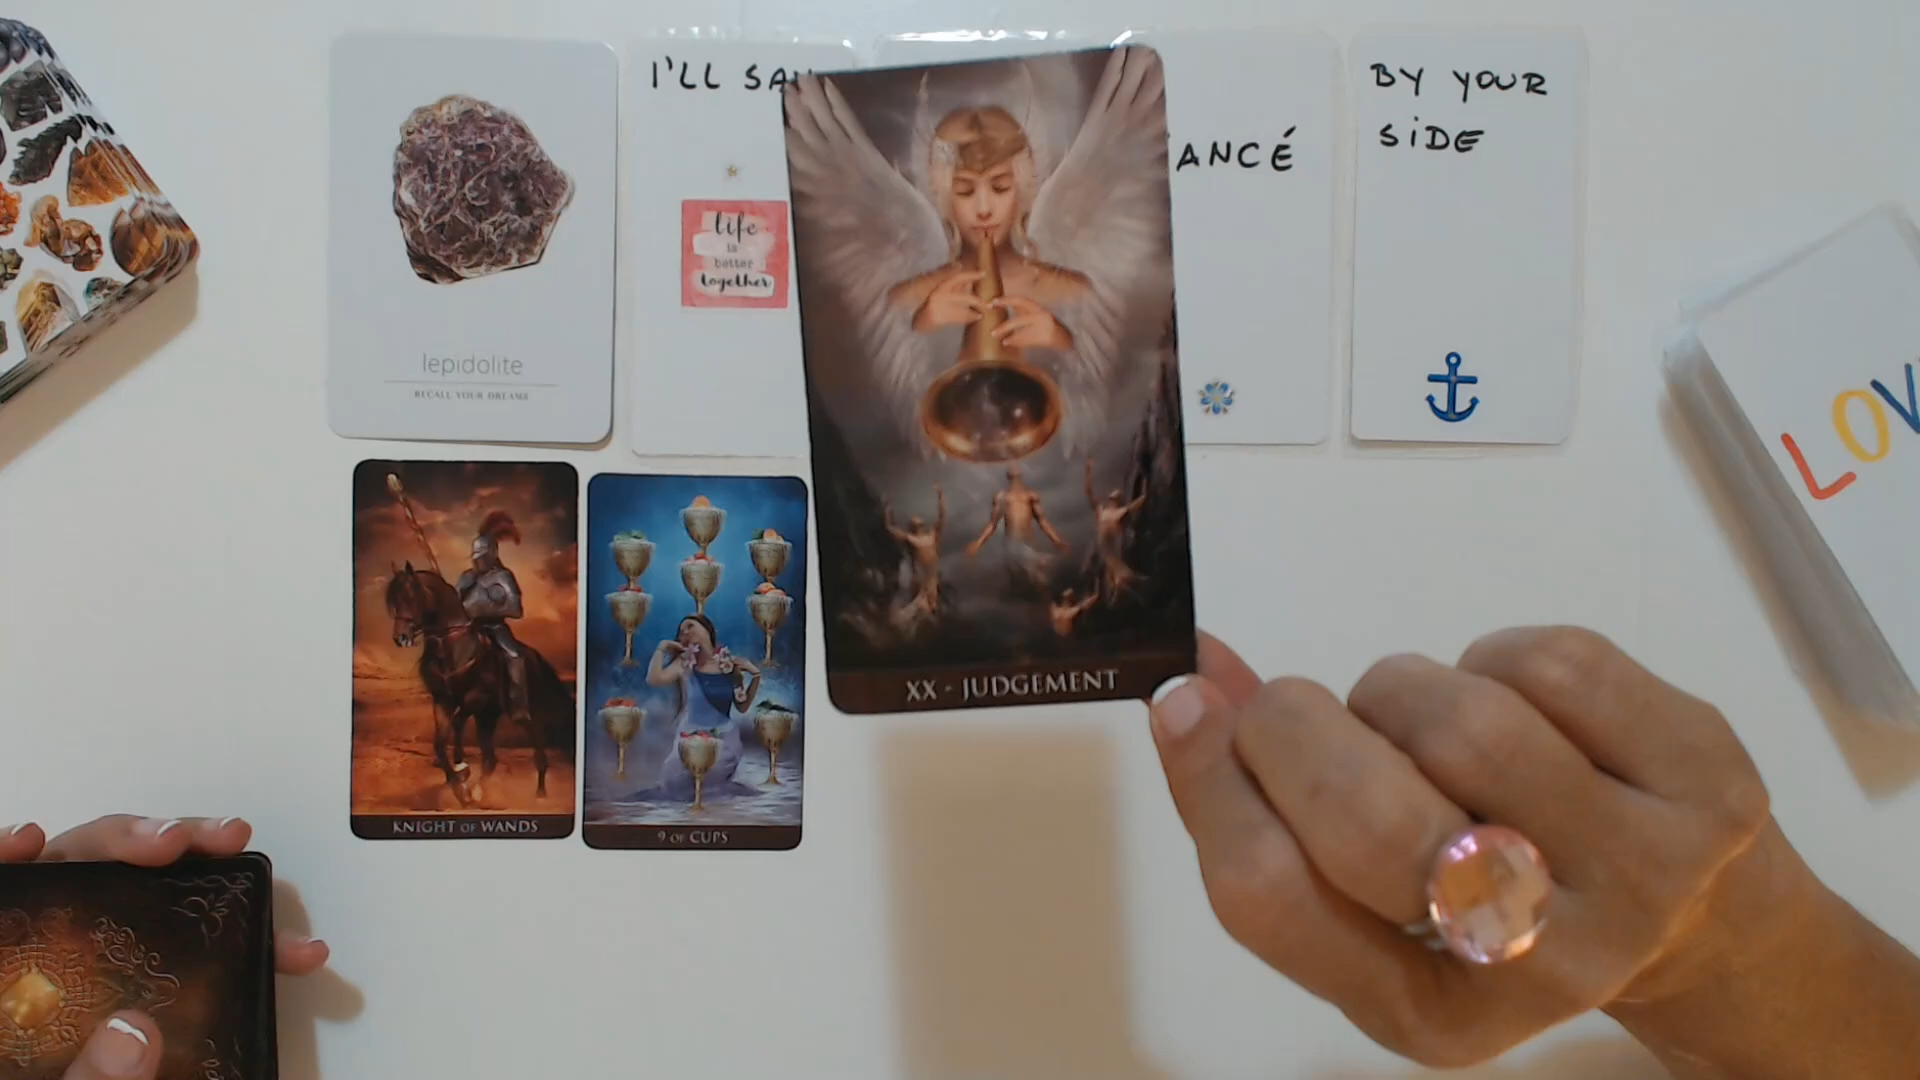 I'LL SAY
life
is
better
together
lepidolite
RECALL YOUR DREAMS
ANCÉ
BY YOUR
SIDE
LOV
XX - JUDGEMENT
KNIGHT OF WANDS
9 OF CUPS